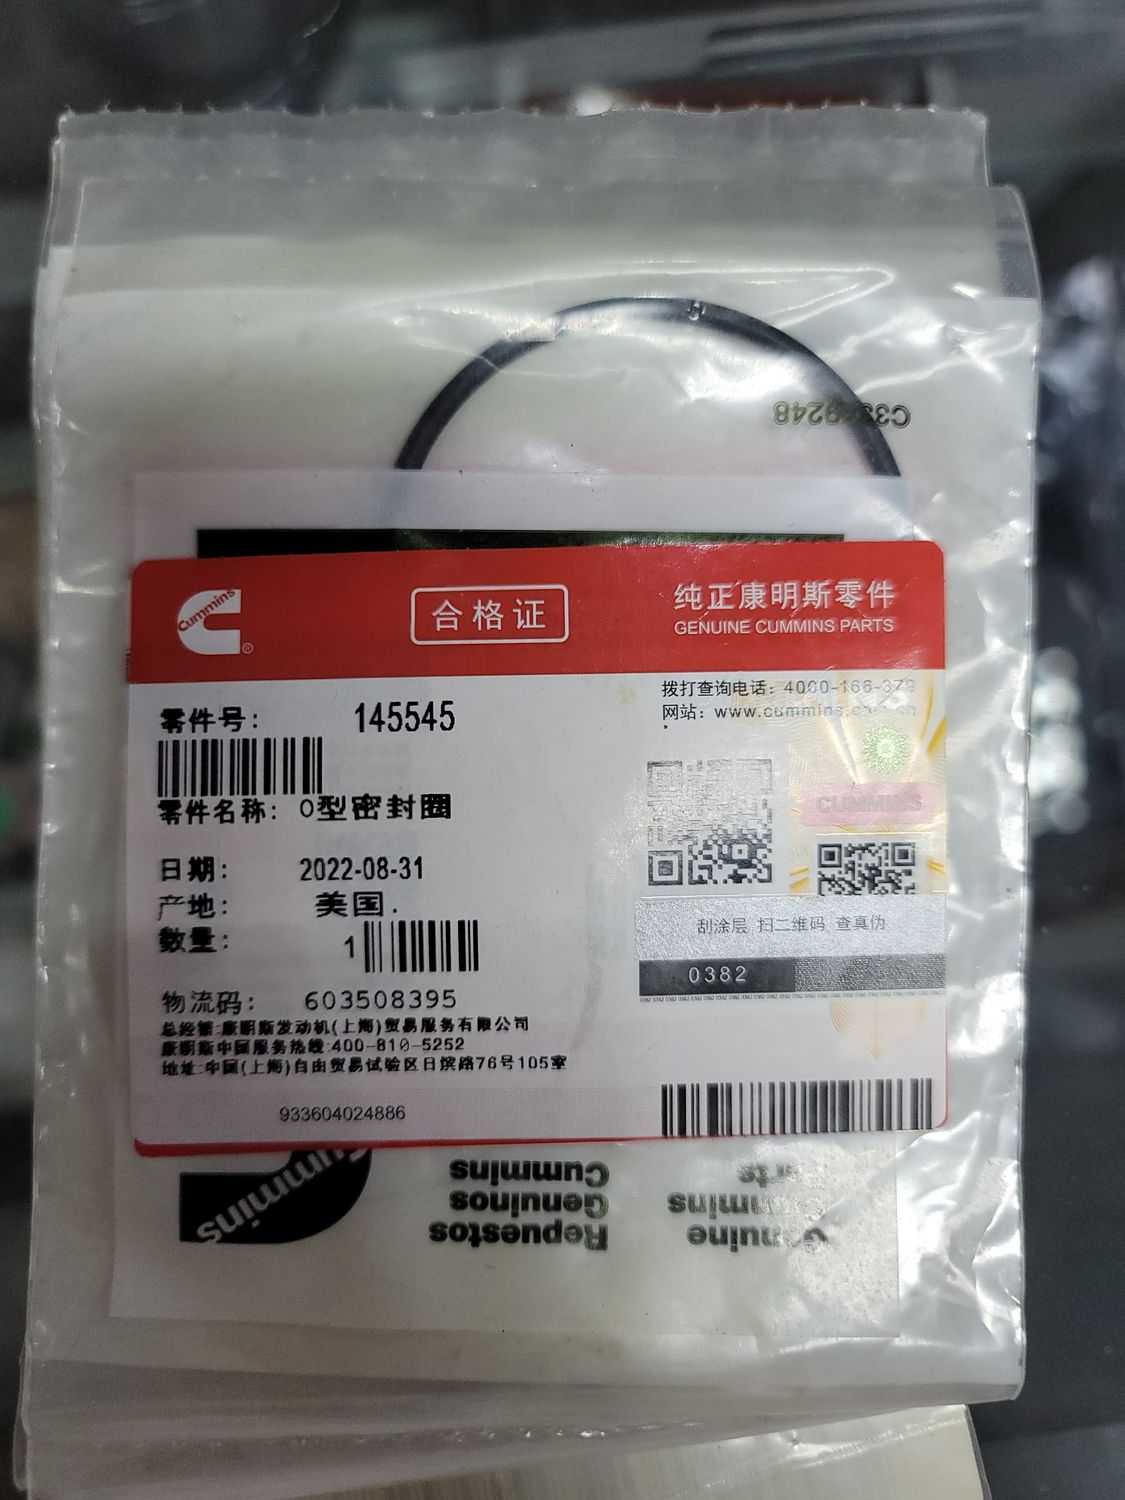 Cummins
®
合格证
纯正康明斯零件
GENUINE CUMMINS PARTS
拨打查询电话：4000-166-379
网站：www.cummins.com.cn
零件号： 145545
零件名称：O型密封圈
日期： 2022-08-31
产地： 美国.
数量： 1
CUMMINS
刮涂层 扫二维码 查真伪
0382
物流码： 603508395
总经销:康明斯发动机(上海)贸易服务有限公司
康明斯中国服务热线:400-810-5252
地址:中国(上海)自由贸易试验区日滨路76号105室
933604024886
Cummins
Genuine
Cummins
Repuestos
Genuinos
Cummins